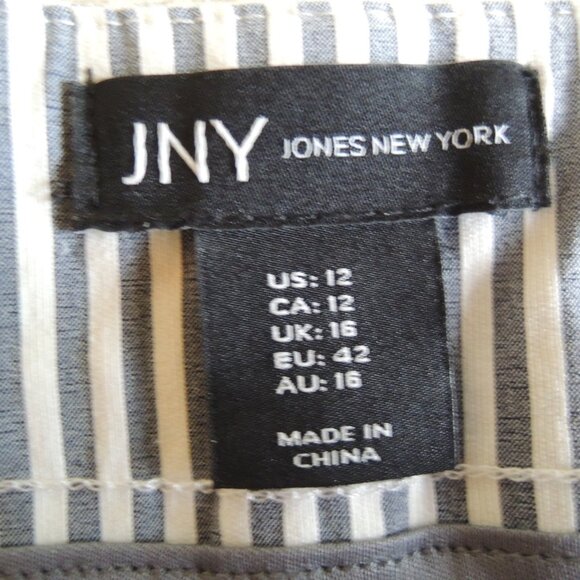 JNY JONES NEW YORK
US: 12
CA: 12
UK: 16
EU: 42
AU: 16
MADE IN
CHINA